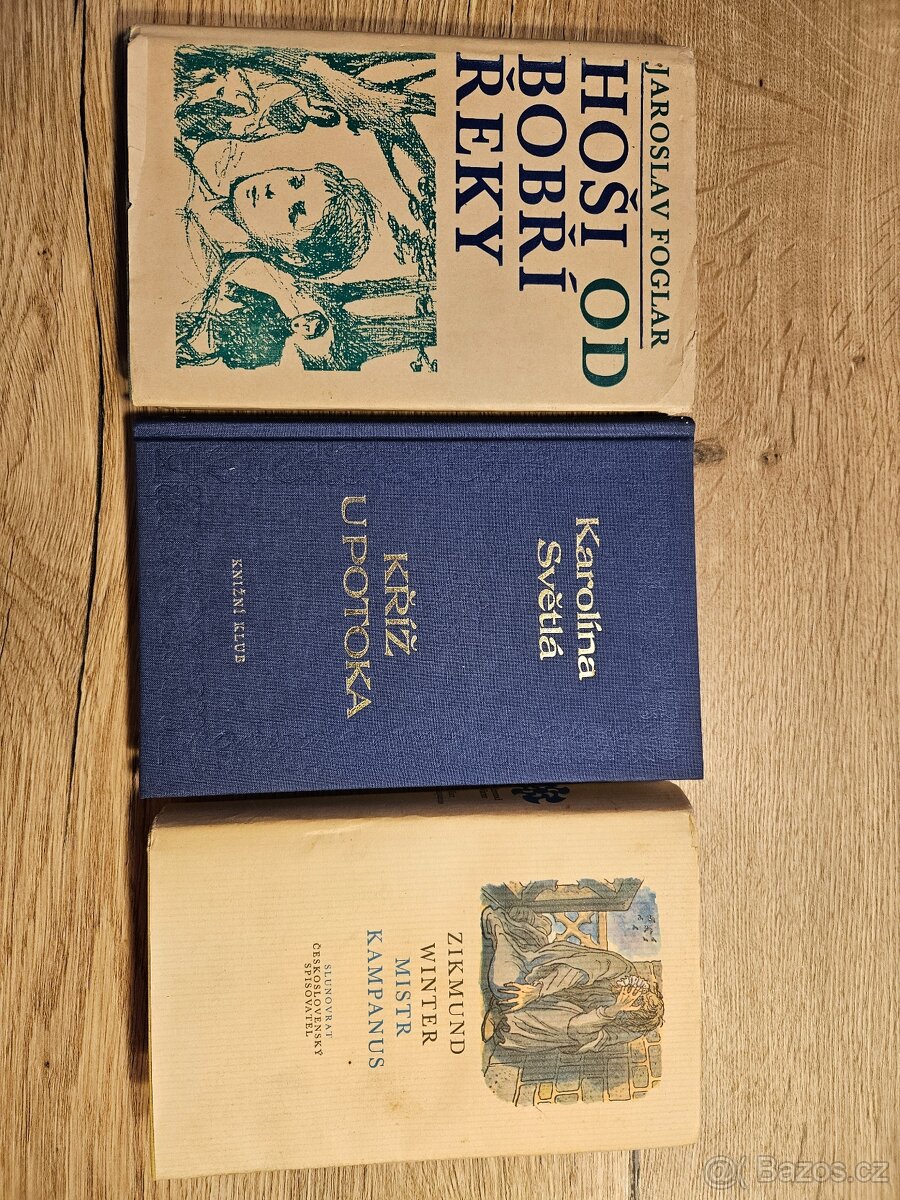 JAROSLAV FOGLAR
HOŠI OD
BOBŘÍ
ŘEKY
Karolína
Světlá
KŘÍŽ
U POTOKA
KNIŽNÍ KLUB
ZIKMUND
WINTER
MISTR
KAMPANUS
SLUNOVRAT
ČESKOSLOVENSKÝ
SPISOVATEL
Bazos.cz